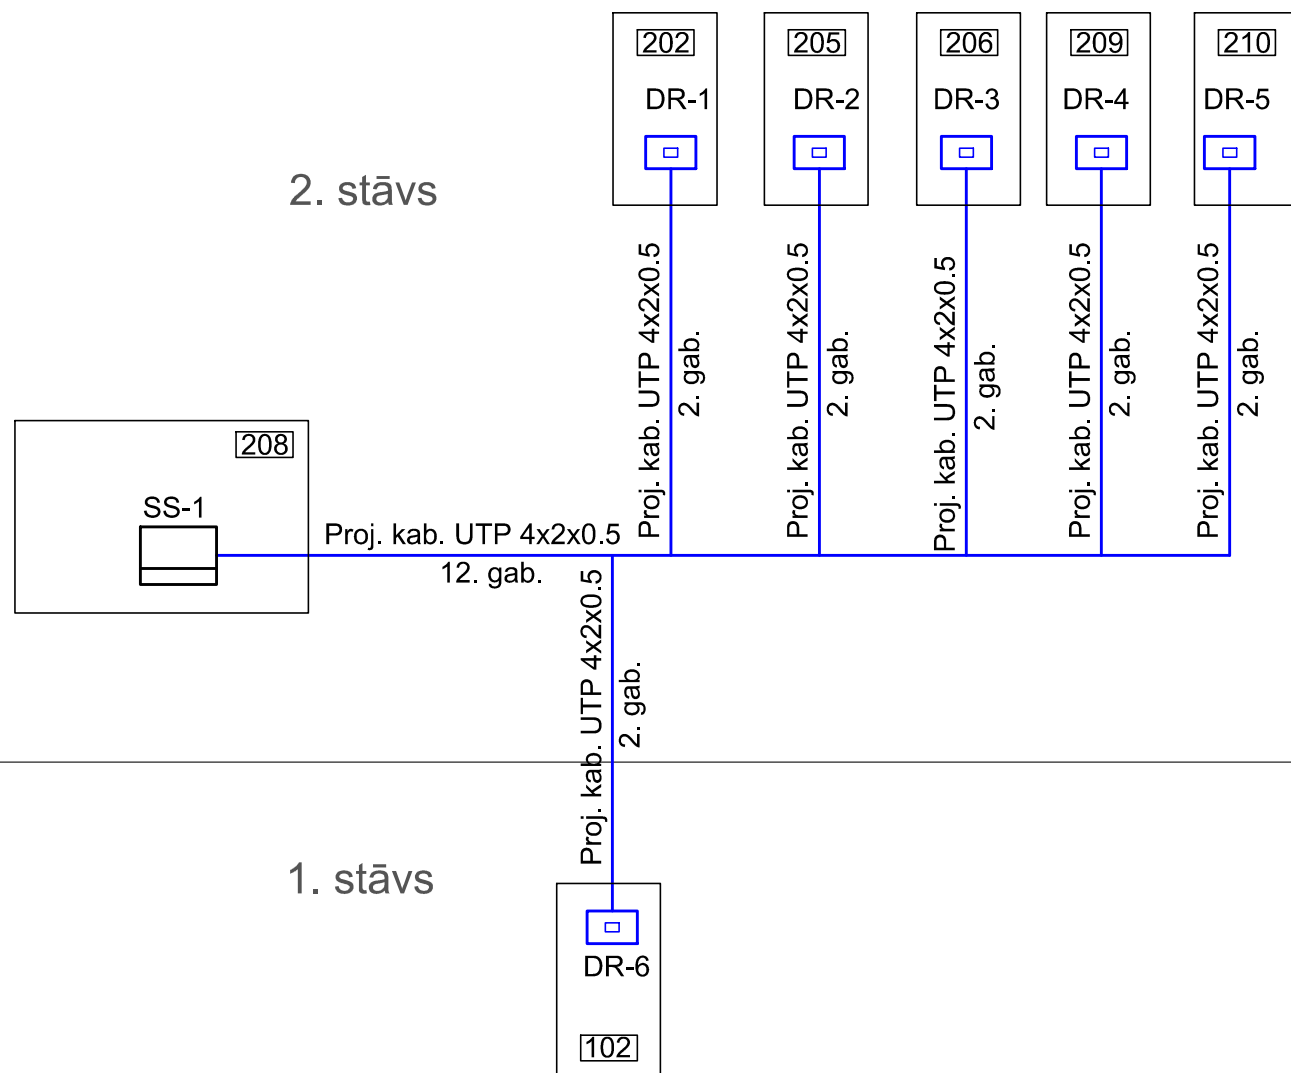 202
205
206
209
210
DR-1
DR-2
DR-3
DR-4
DR-5
2. stāvs
Proj. kab. UTP 4x2x0.5
2. gab.
Proj. kab. UTP 4x2x0.5
2. gab.
Proj. kab. UTP 4x2x0.5
2. gab.
Proj. kab. UTP 4x2x0.5
2. gab.
Proj. kab. UTP 4x2x0.5
2. gab.
208
SS-1
Proj. kab. UTP 4x2x0.5
12. gab.
Proj. kab. UTP 4x2x0.5
2. gab.
1. stāvs
DR-6
102